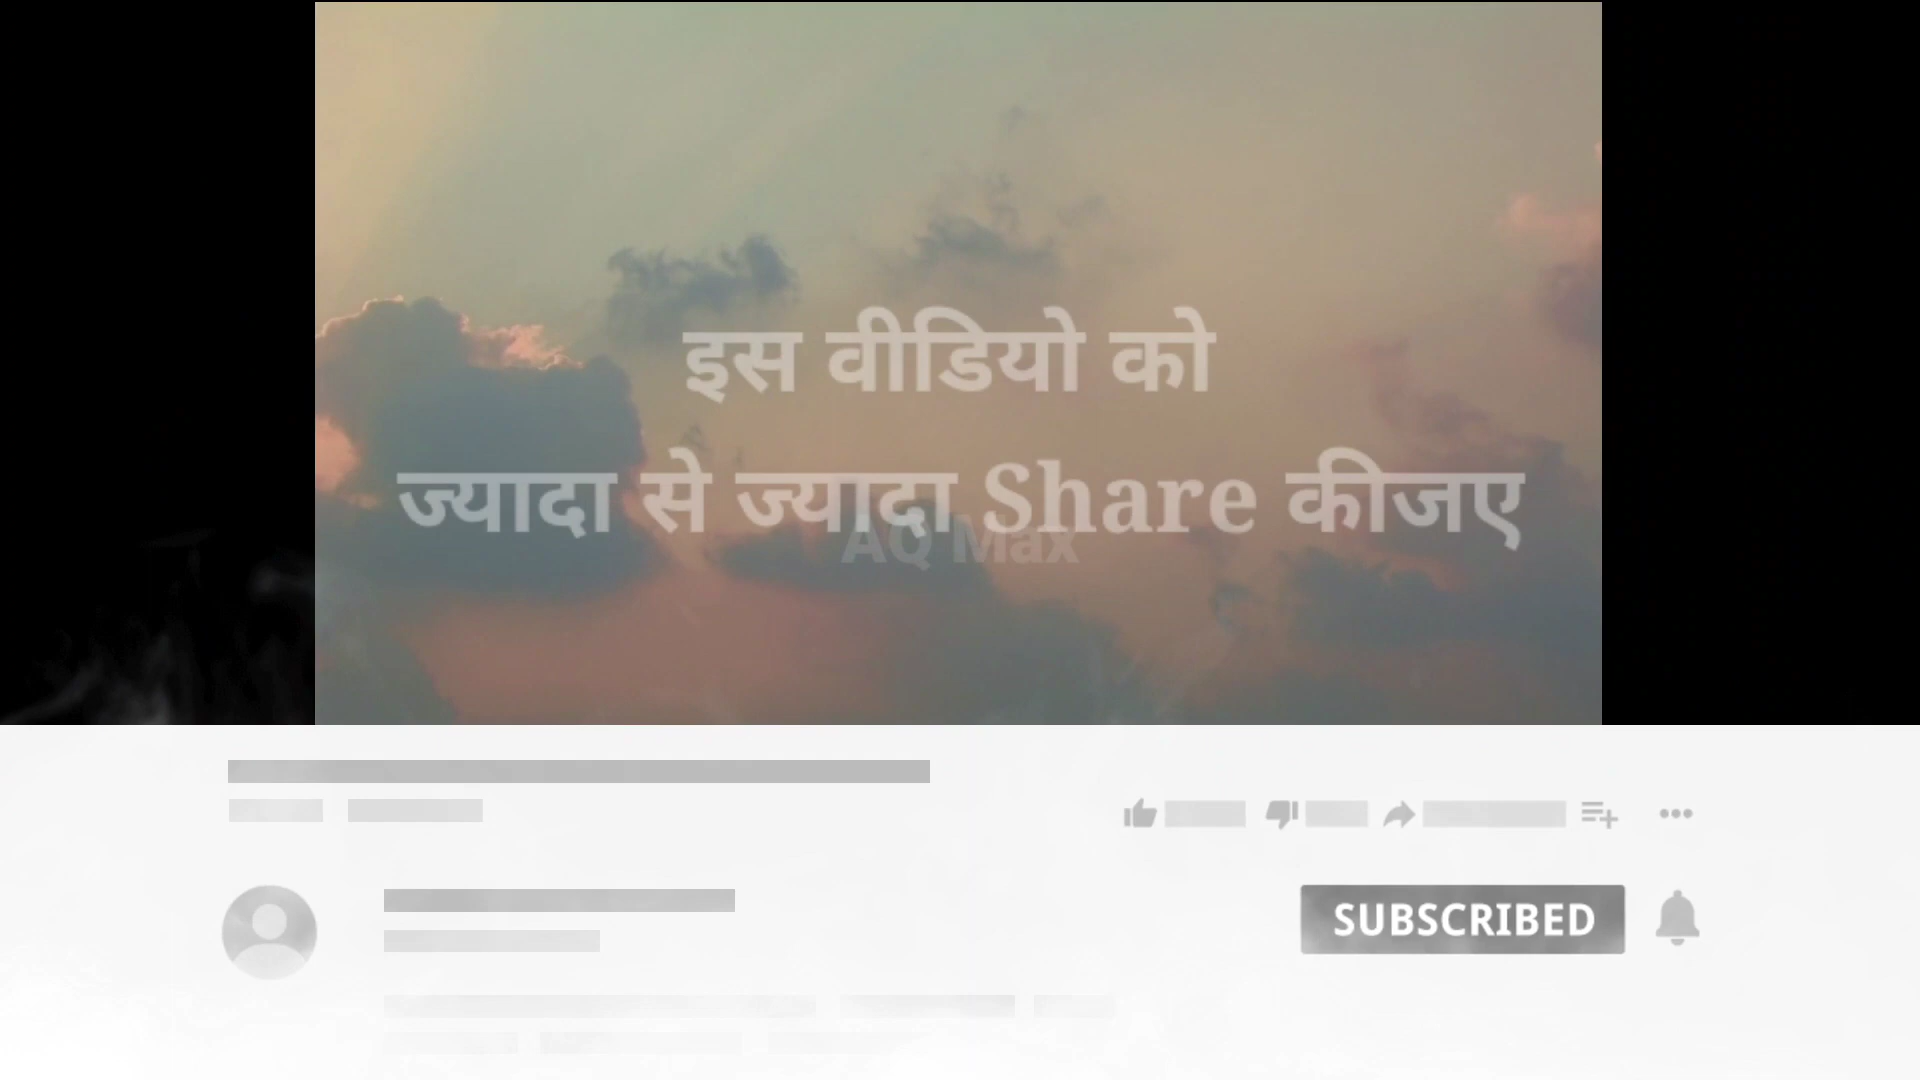 इस वीडियो को
ज्यादा से ज्यादा Share कीजए
AQ Max
SUBSCRIBED